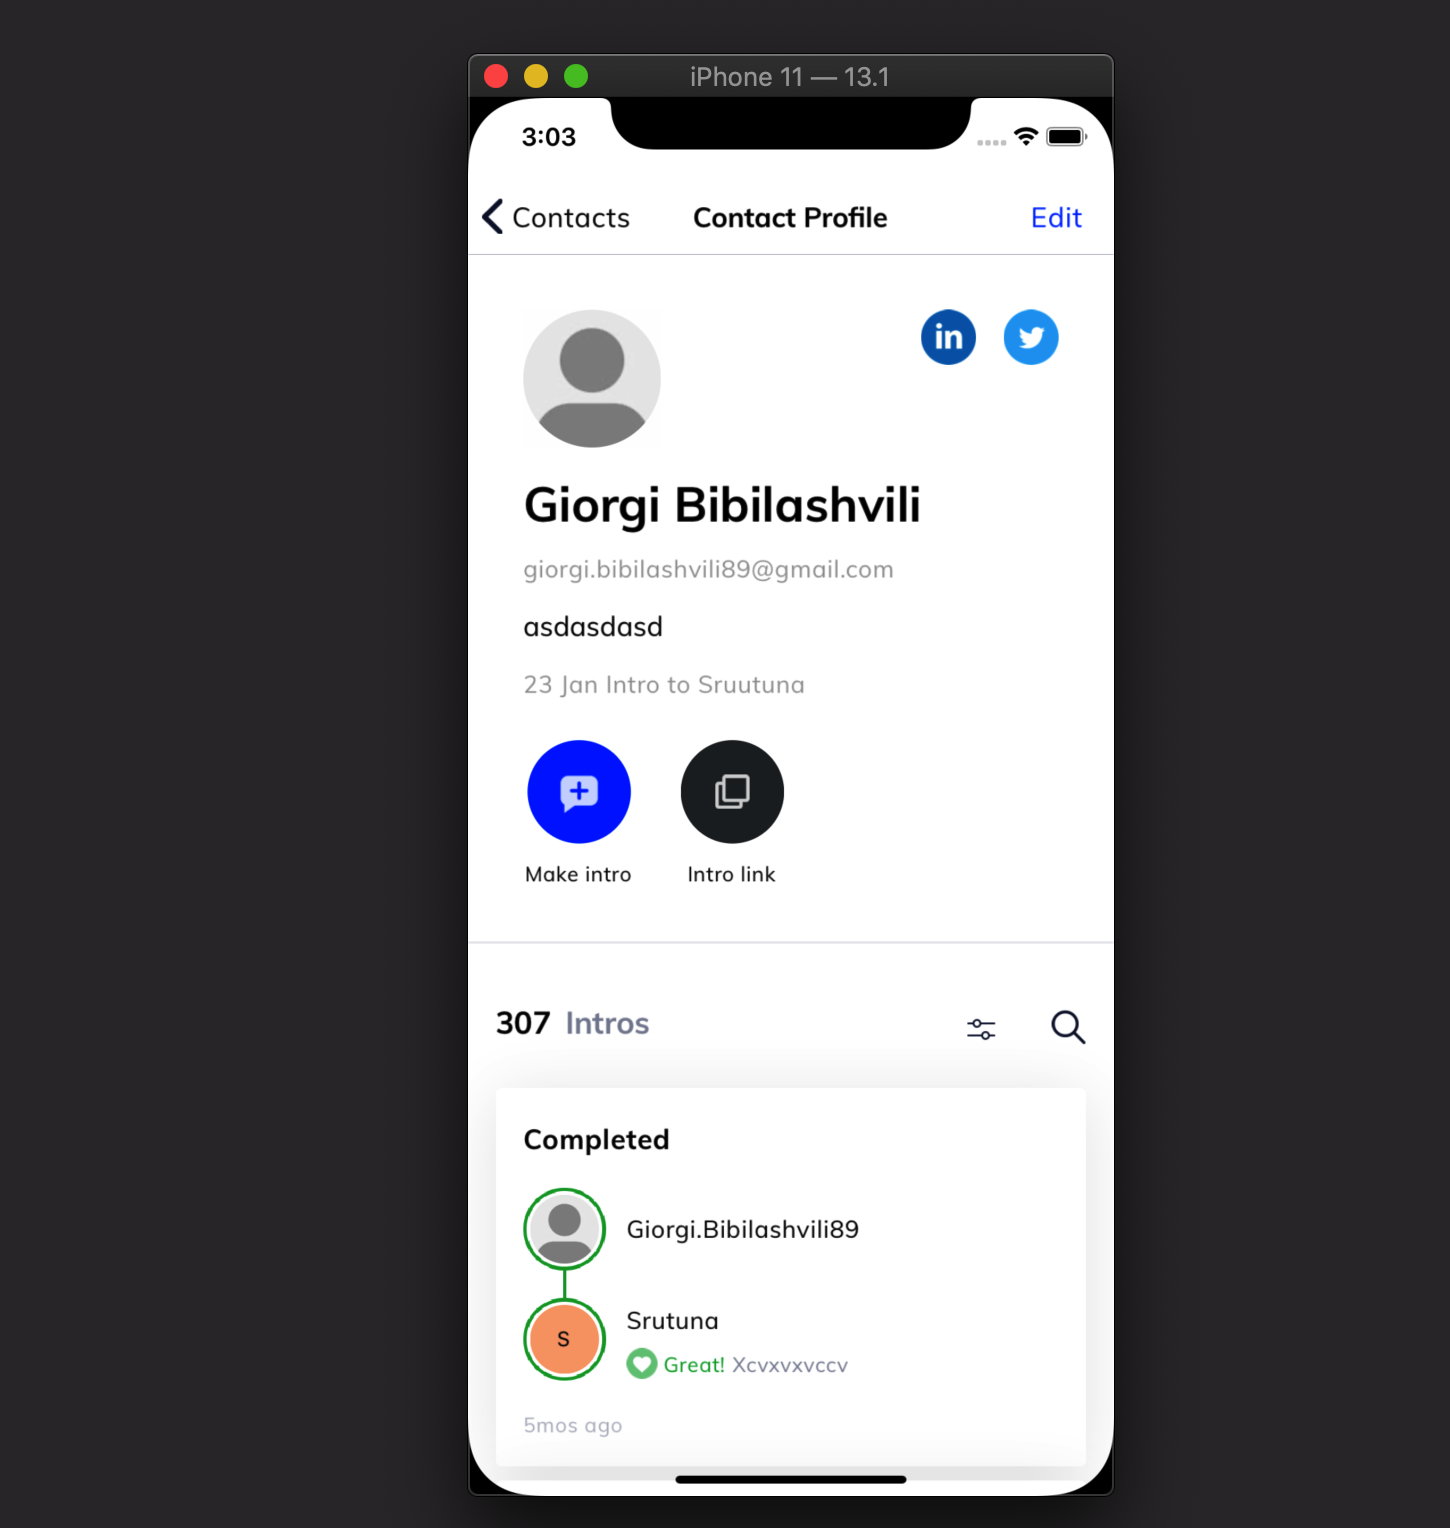 iPhone 11 — 13.1
3:03
Contacts
Contact Profile
Edit
in
Giorgi Bibilashvili
giorgi.bibilashvili89@gmail.com
asdasdasd
23 Jan Intro to Sruutuna
Make intro
Intro link
307 Intros
Completed
Giorgi.Bibilashvili89
Srutuna
S
Great! Xcvxvxvccv
5mos ago